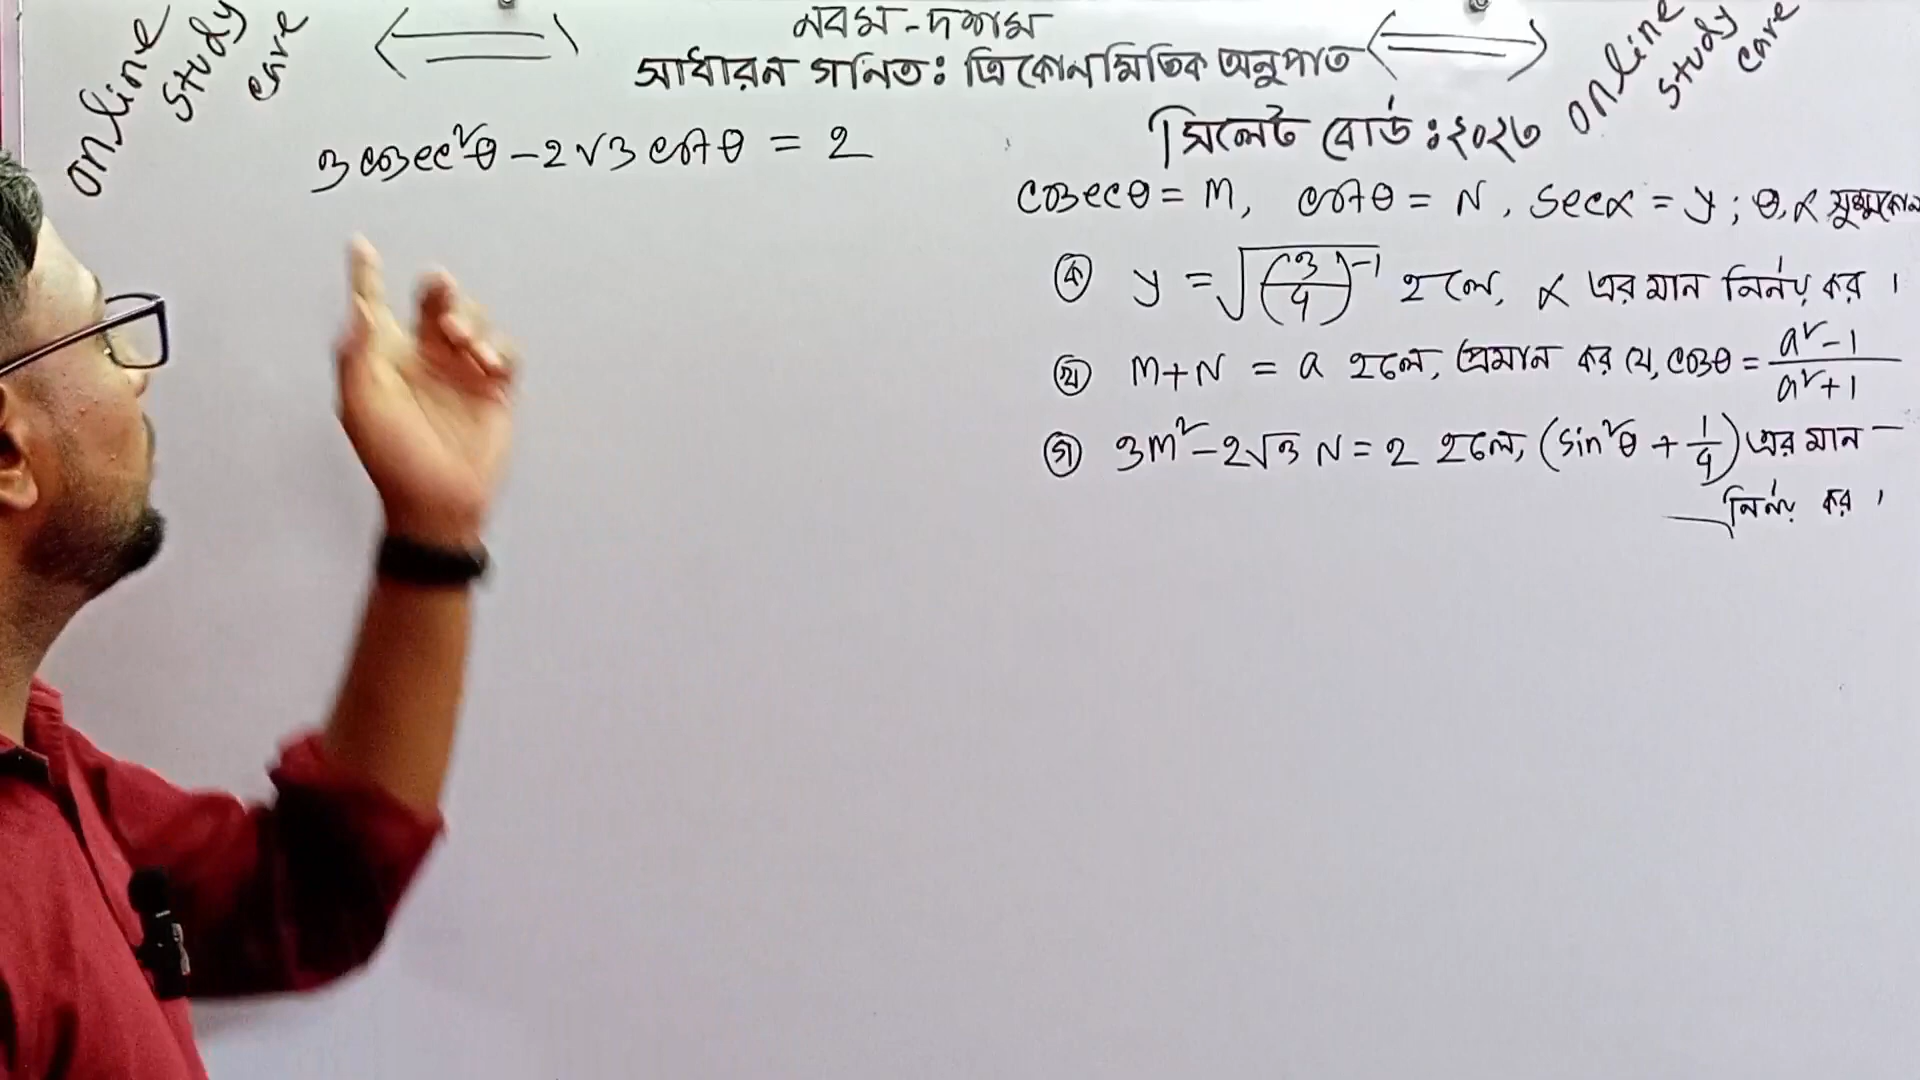 নবম-দশম
সাধারন গনিত: ত্রিকোনমিতিক অনুপাত
online study care
online study care
3 cosec²θ - 2√3 cotθ = 2
সিলেট বোর্ড: ২০২৩
cosecθ = M, cotθ = N, secα = y; θ, α সূক্ষ্মকোন
ক) y = √(3/4)⁻¹ হলে, α এর মান নির্নয় কর।
খ) M+N = a হলে, প্রমান কর যে, cosθ = (a²-1)/(a²+1)
গ) 3M² - 2√3 N = 2 হলে, (sin²θ + 1/4) এর মান -
নির্নয় কর।